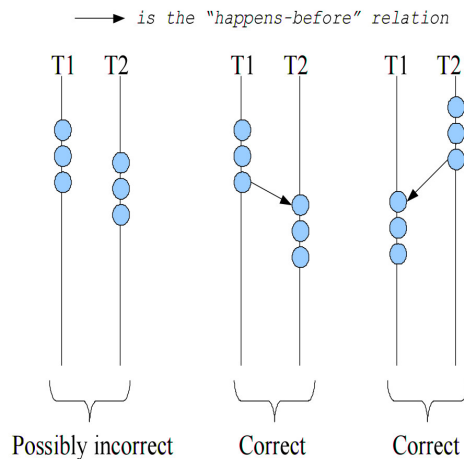 is the “happens-before” relation
T1 T2 T1 T2 T1 T2
Possibly incorrect Correct Correct